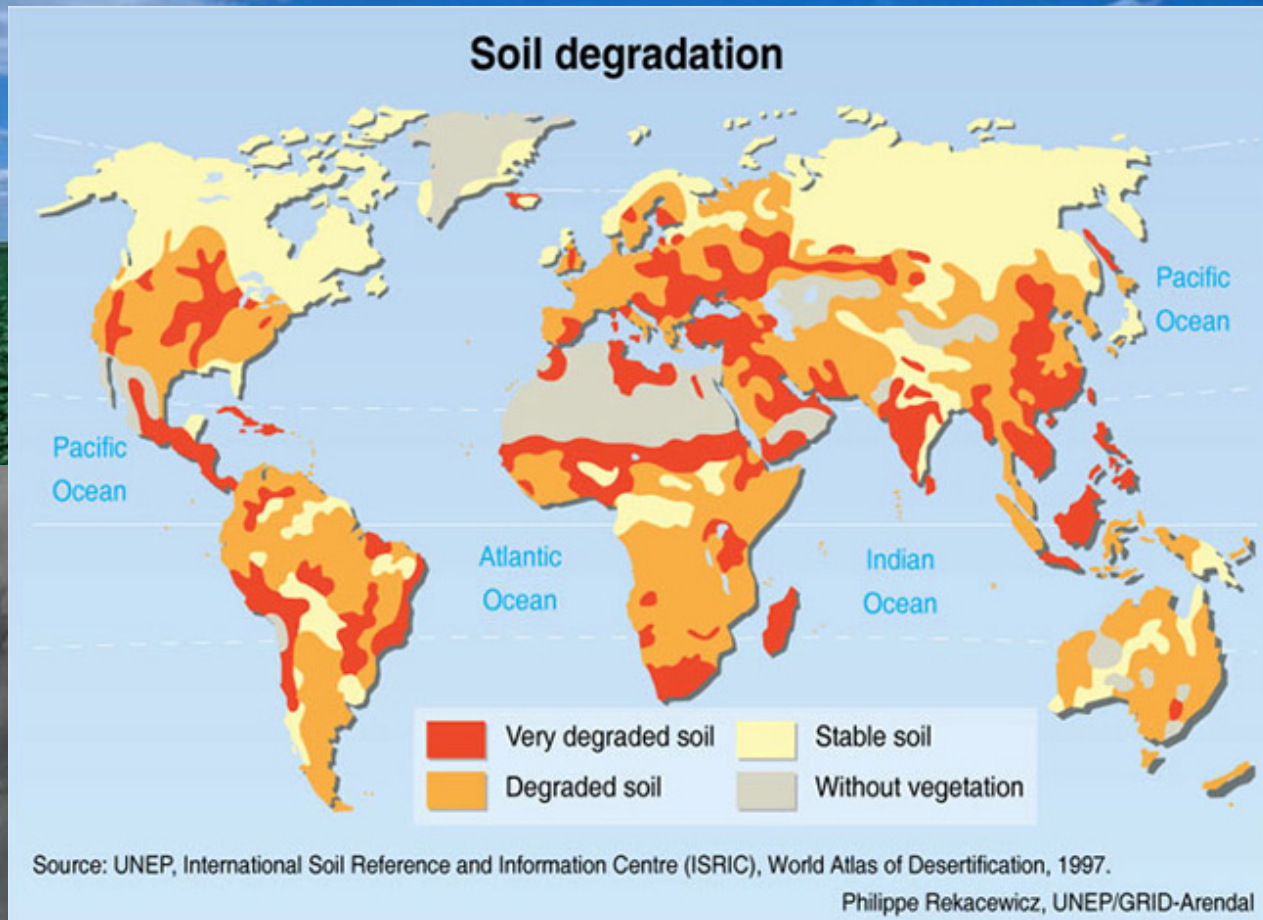 Soil degradation
Pacific
Ocean
Pacific
Ocean
Atlantic
Ocean
Indian
Ocean
Very degraded soil
Stable soil
Degraded soil
Without vegetation
Source: UNEP, International Soil Reference and Information Centre (ISRIC), World Atlas of Desertification, 1997.
Philippe Rekacewicz, UNEP/GRID-Arendal